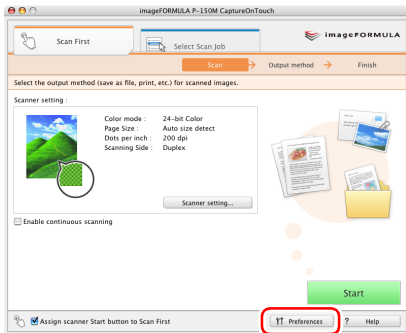 imageFORMULA P-150M CaptureOnTouch
Scan First
Select Scan Job
imageFORMULA
Scan
Output method
Finish
Select the output method (save as file, print, etc.) for scanned images.
Scanner setting :
Color mode : 24-bit Color
Page Size : Auto size detect
Dots per inch : 200 dpi
Scanning Side : Duplex
Scanner setting...
Enable continuous scanning
Start
Assign scanner Start button to Scan First
Preferences
? Help